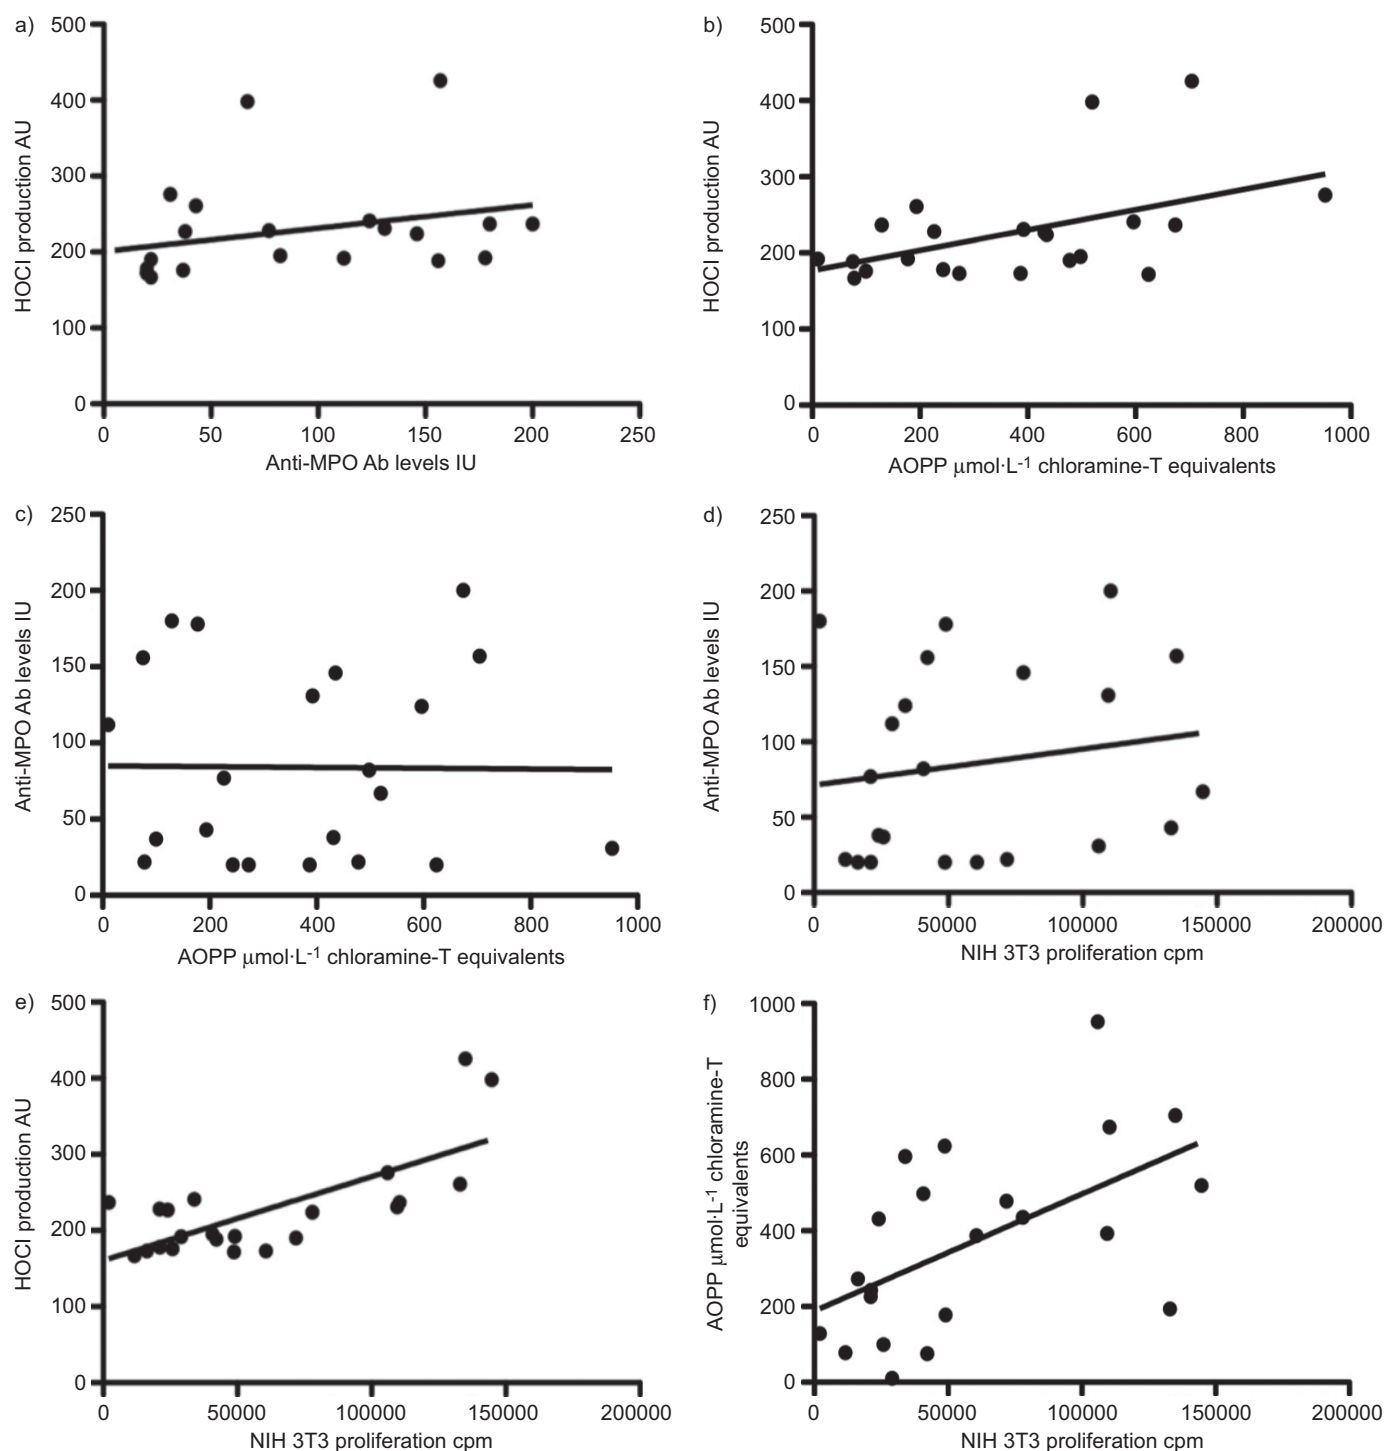 a)
500
400
300
200
100
0
HOCl production AU
0 50 100 150 200 250
Anti-MPO Ab levels IU
b)
500
400
300
200
100
0
HOCl production AU
0 200 400 600 800 1000
AOPP μmol·L-1 chloramine-T equivalents
c)
250
200
150
100
50
0
Anti-MPO Ab levels IU
0 200 400 600 800 1000
AOPP μmol·L-1 chloramine-T equivalents
d)
250
200
150
100
50
0
Anti-MPO Ab levels IU
0 50000 100000 150000 200000
NIH 3T3 proliferation cpm
e)
500
400
300
200
100
0
HOCl production AU
0 50000 100000 150000 200000
NIH 3T3 proliferation cpm
f)
1000
800
600
400
200
0
AOPP μmol·L-1 chloramine-T
equivalents
0 50000 100000 150000 200000
NIH 3T3 proliferation cpm